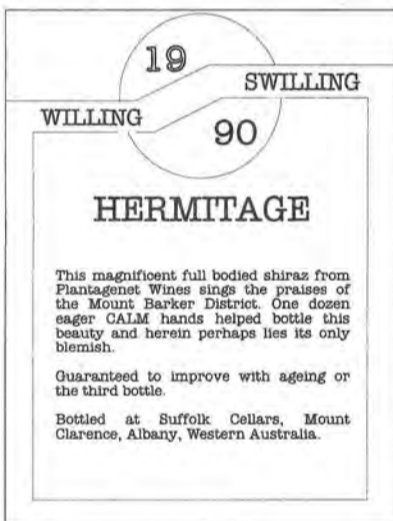 19
SWILLING
WILLING
90
HERMITAGE
This magnificent full bodied shiraz from
Plantagenet Wines sings the praises of
the Mount Barker District. One dozen
eager CALM hands helped bottle this
beauty and herein perhaps lies its only
blemish.
Guaranteed to improve with ageing or
the third bottle.
Bottled at Suffolk Cellars, Mount
Clarence, Albany, Western Australia.